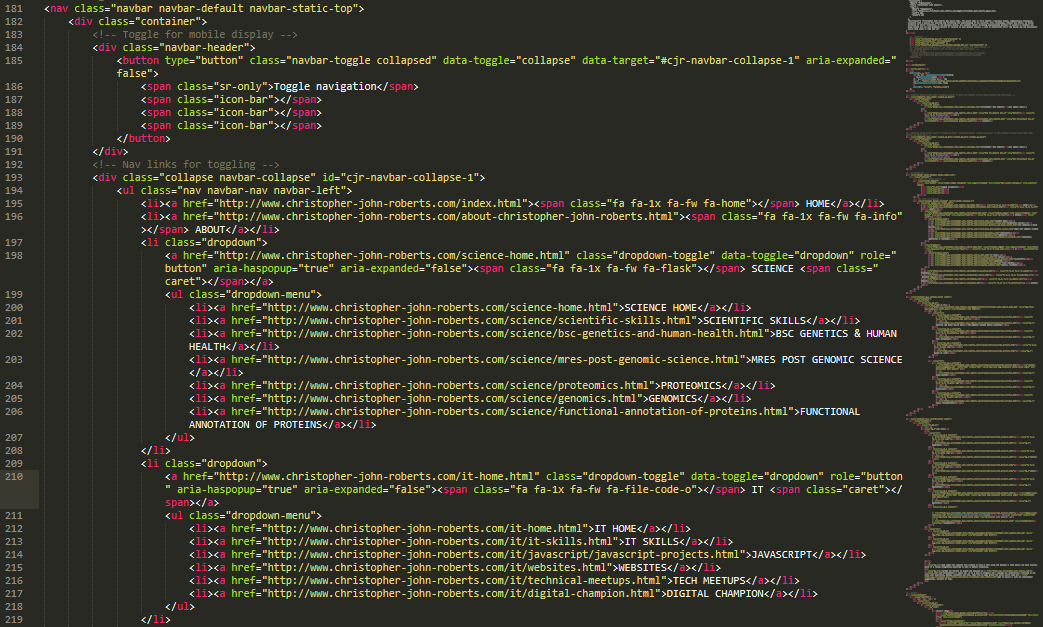 181 <nav class="navbar navbar-default navbar-static-top">
182 <div class="container">
183 <!-- Toggle for mobile display -->
184 <div class="navbar-header">
185 <button type="button" class="navbar-toggle collapsed" data-toggle="collapse" data-target="#cjr-navbar-collapse-1" aria-expanded="
false">
186 <span class="sr-only">Toggle navigation</span>
187 <span class="icon-bar"></span>
188 <span class="icon-bar"></span>
189 <span class="icon-bar"></span>
190 </button>
191 </div>
192 <!-- Nav links for toggling -->
193 <div class="collapse navbar-collapse" id="cjr-navbar-collapse-1">
194 <ul class="nav navbar-nav navbar-left">
195 <li><a href="http://www.christopher-john-roberts.com/index.html"><span class="fa fa-1x fa-fw fa-home"></span> HOME</a></li>
196 <li><a href="http://www.christopher-john-roberts.com/about-christopher-john-roberts.html"><span class="fa fa-1x fa-fw fa-info"
></span> ABOUT</a></li>
197 <li class="dropdown">
198 <a href="http://www.christopher-john-roberts.com/science-home.html" class="dropdown-toggle" data-toggle="dropdown" role="
button" aria-haspopup="true" aria-expanded="false"><span class="fa fa-1x fa-fw fa-flask"></span> SCIENCE <span class="
caret"></span></a>
199 <ul class="dropdown-menu">
200 <li><a href="http://www.christopher-john-roberts.com/science-home.html">SCIENCE HOME</a></li>
201 <li><a href="http://www.christopher-john-roberts.com/science/scientific-skills.html">SCIENTIFIC SKILLS</a></li>
202 <li><a href="http://www.christopher-john-roberts.com/science/bsc-genetics-and-human-health.html">BSC GENETICS & HUMAN
HEALTH</a></li>
203 <li><a href="http://www.christopher-john-roberts.com/science/mres-post-genomic-science.html">MRES POST GENOMIC SCIENCE
</a></li>
204 <li><a href="http://www.christopher-john-roberts.com/science/proteomics.html">PROTEOMICS</a></li>
205 <li><a href="http://www.christopher-john-roberts.com/science/genomics.html">GENOMICS</a></li>
206 <li><a href="http://www.christopher-john-roberts.com/science/functional-annotation-of-proteins.html">FUNCTIONAL
ANNOTATION OF PROTEINS</a></li>
207 </ul>
208 </li>
209 <li class="dropdown">
210 <a href="http://www.christopher-john-roberts.com/it-home.html" class="dropdown-toggle" data-toggle="dropdown" role="button
" aria-haspopup="true" aria-expanded="false"><span class="fa fa-1x fa-fw fa-file-code-o"></span> IT <span class="caret"></
span></a>
211 <ul class="dropdown-menu">
212 <li><a href="http://www.christopher-john-roberts.com/it-home.html">IT HOME</a></li>
213 <li><a href="http://www.christopher-john-roberts.com/it/it-skills.html">IT SKILLS</a></li>
214 <li><a href="http://www.christopher-john-roberts.com/it/javascript/javascript-projects.html">JAVASCRIPT</a></li>
215 <li><a href="http://www.christopher-john-roberts.com/it/websites.html">WEBSITES</a></li>
216 <li><a href="http://www.christopher-john-roberts.com/it/technical-meetups.html">TECH MEETUPS</a></li>
217 <li><a href="http://www.christopher-john-roberts.com/it/digital-champion.html">DIGITAL CHAMPION</a></li>
218 </ul>
219 </li>